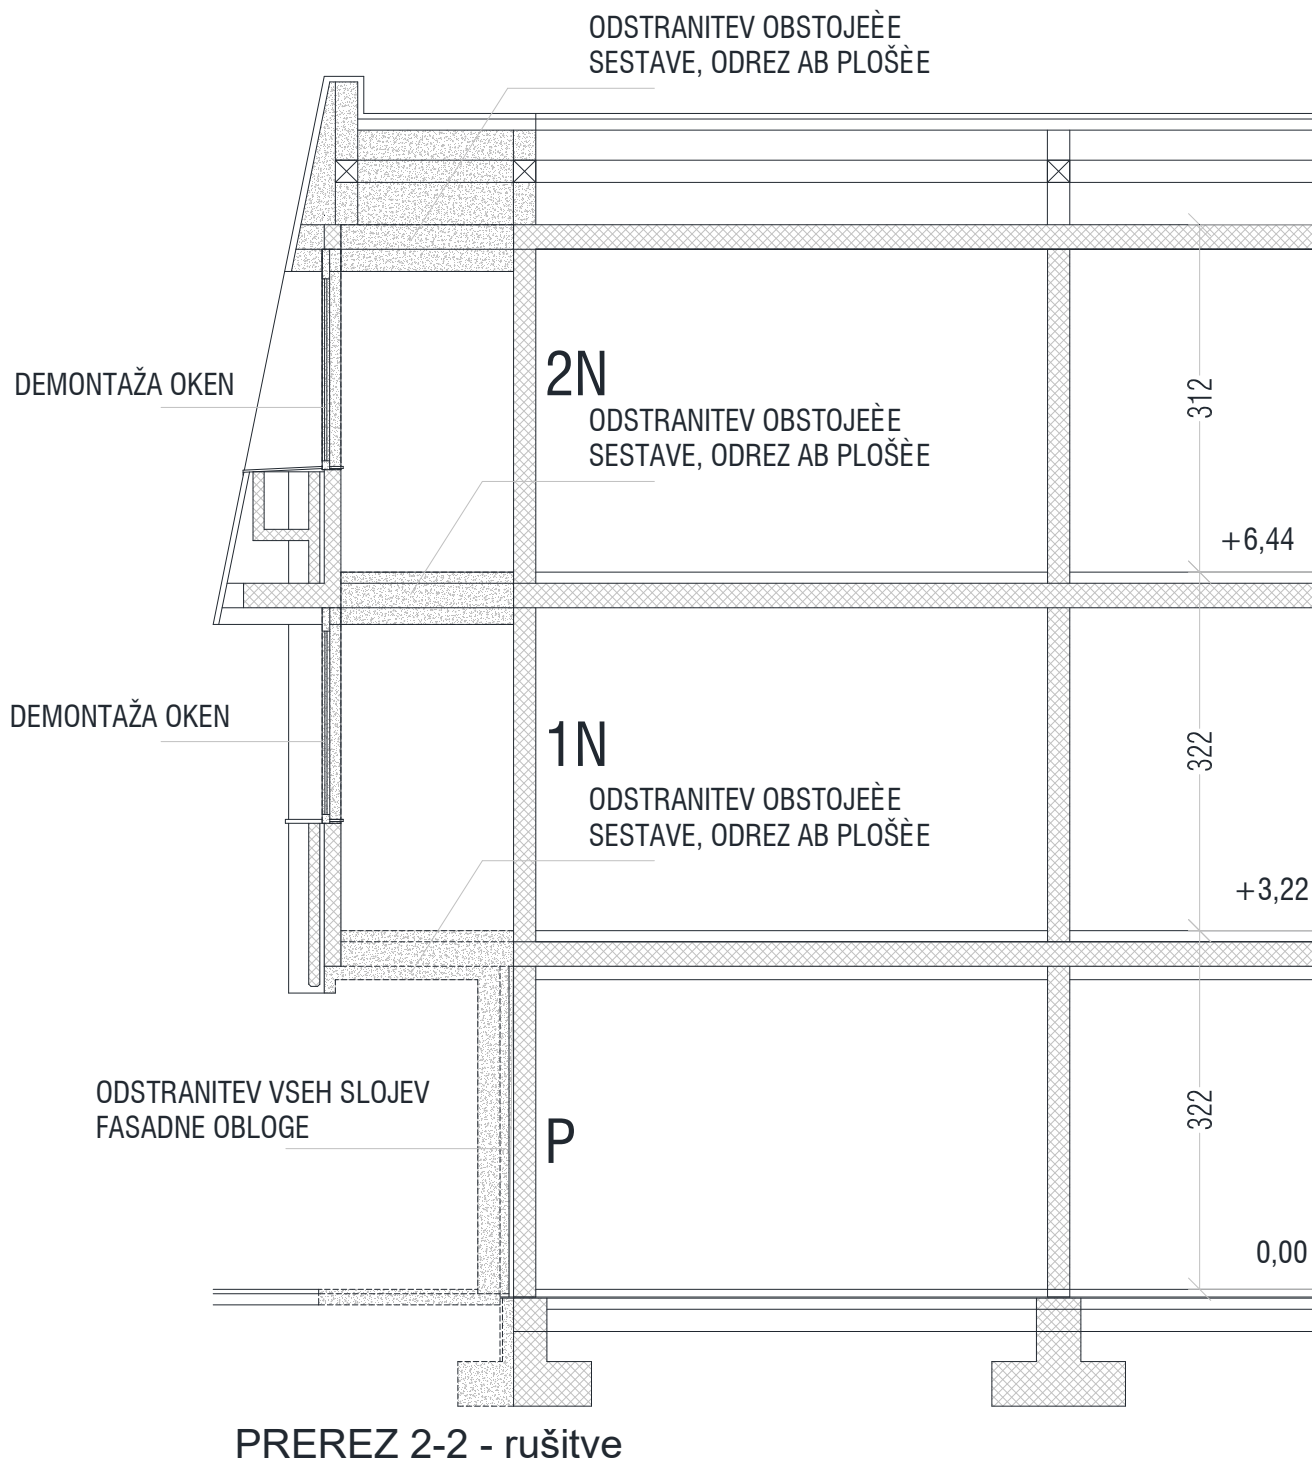 ODSTRANITEV OBSTOJEÈE
SESTAVE, ODREZ AB PLOŠÈE
2N
DEMONTAŽA OKEN
312
ODSTRANITEV OBSTOJEÈE
SESTAVE, ODREZ AB PLOŠÈE
+6,44
DEMONTAŽA OKEN
1N
322
ODSTRANITEV OBSTOJEÈE
SESTAVE, ODREZ AB PLOŠÈE
+3,22
ODSTRANITEV VSEH SLOJEV
FASADNE OBLOGE
322
P
0,00
PREREZ 2-2 - rušitve